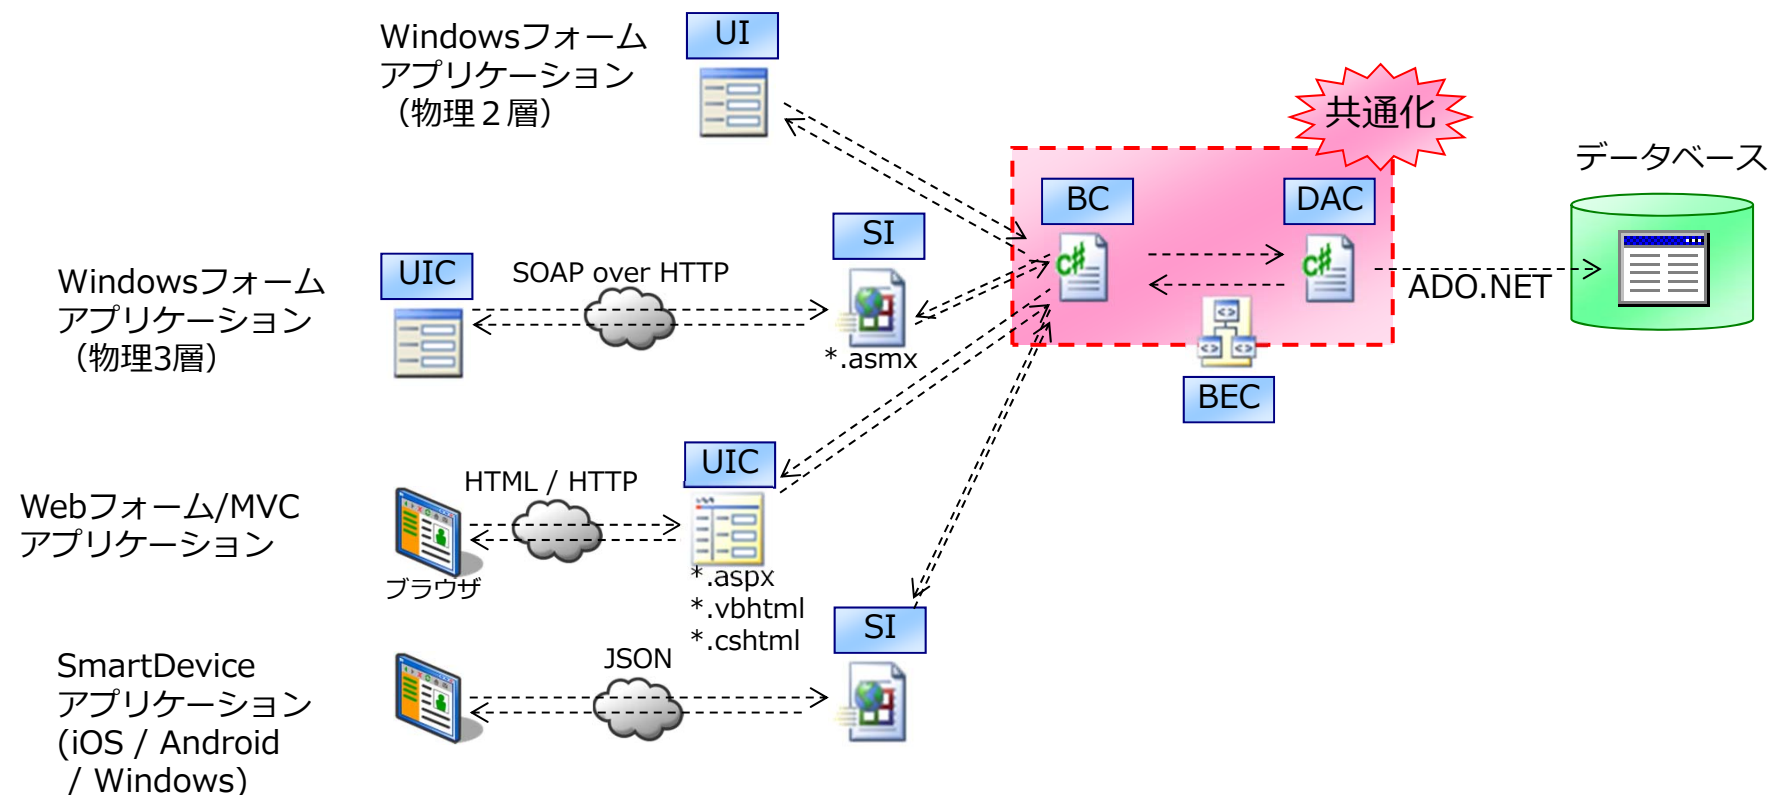 Windowsフォーム
アプリケーション
（物理２層）
UI
共通化
データベース
BC
DAC
ADO.NET
BEC
Windowsフォーム
アプリケーション
（物理3層）
UIC
SOAP over HTTP
SI
*.asmx
Webフォーム/MVC
アプリケーション
ブラウザ
HTML / HTTP
UIC
*.aspx
*.vbhtml
*.cshtml
SmartDevice
アプリケーション
(iOS / Android
/ Windows)
JSON
SI